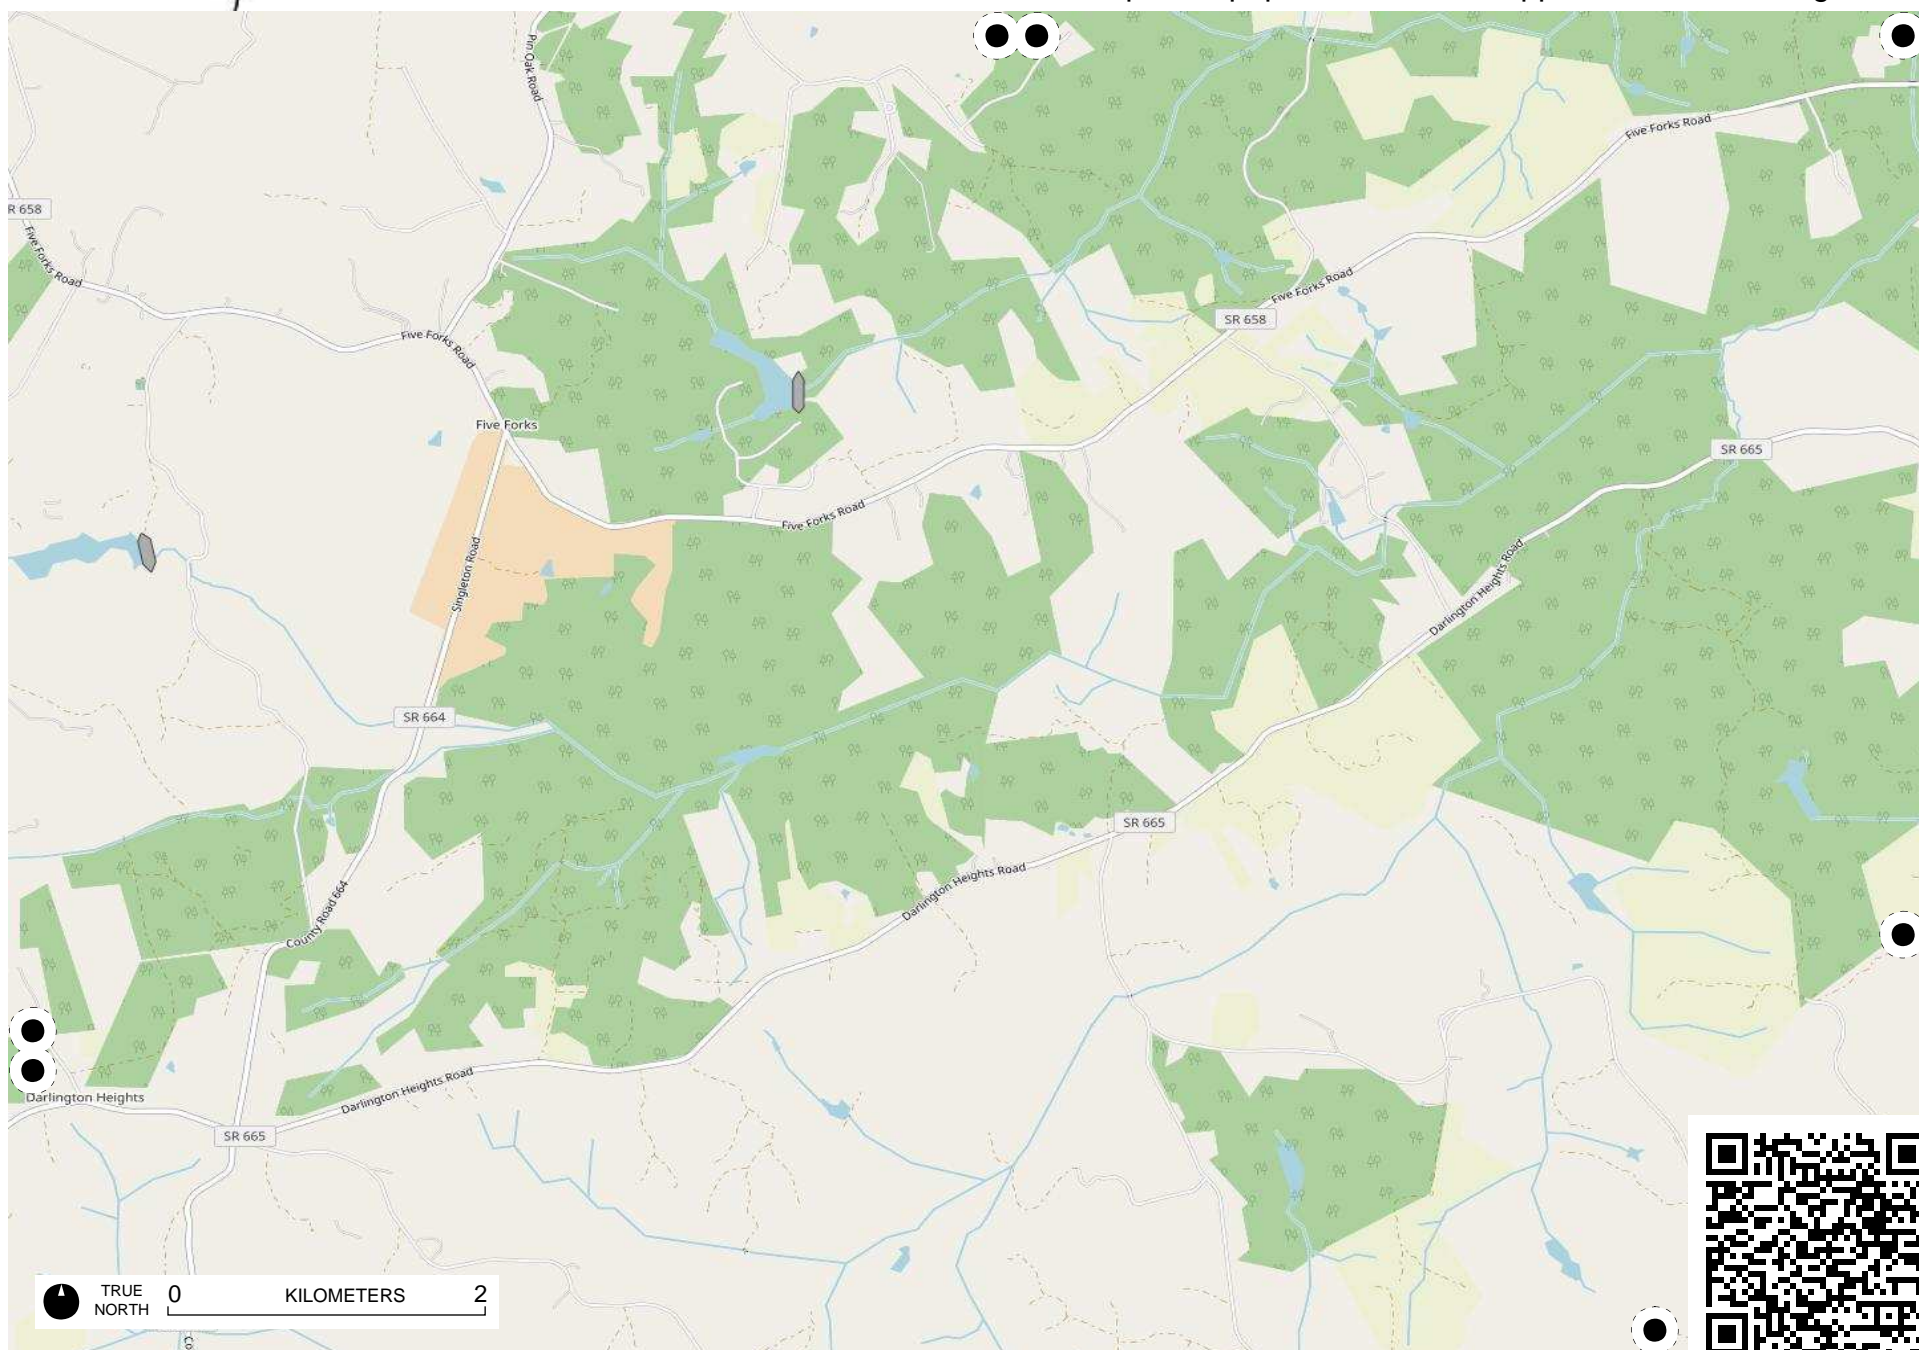 Pin Oak Road
Five Forks Road
R 658
Five Forks Road
Five Forks Road
SR 658
Five Forks Road
Five Forks
SR 665
Five Forks Road
Singleton Road
Darlington Heights Road
SR 664
SR 665
Darlington Heights Road
County Road 664
Darlington Heights
Darlington Heights Road
SR 665
TRUE
NORTH
0 KILOMETERS 2
Co